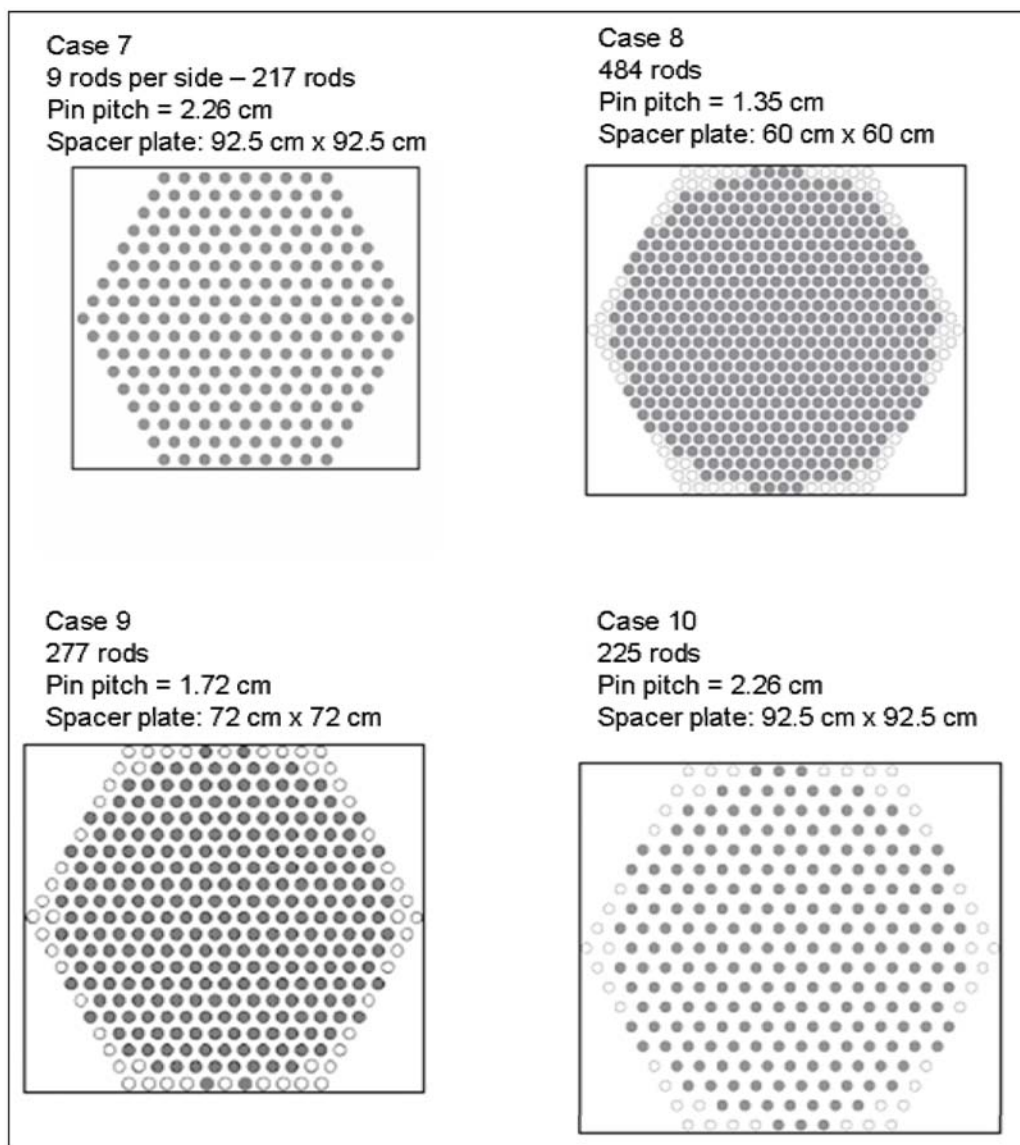 Case 7
9 rods per side – 217 rods
Pin pitch = 2.26 cm
Spacer plate: 92.5 cm x 92.5 cm
Case 8
484 rods
Pin pitch = 1.35 cm
Spacer plate: 60 cm x 60 cm
Case 9
277 rods
Pin pitch = 1.72 cm
Spacer plate: 72 cm x 72 cm
Case 10
225 rods
Pin pitch = 2.26 cm
Spacer plate: 92.5 cm x 92.5 cm